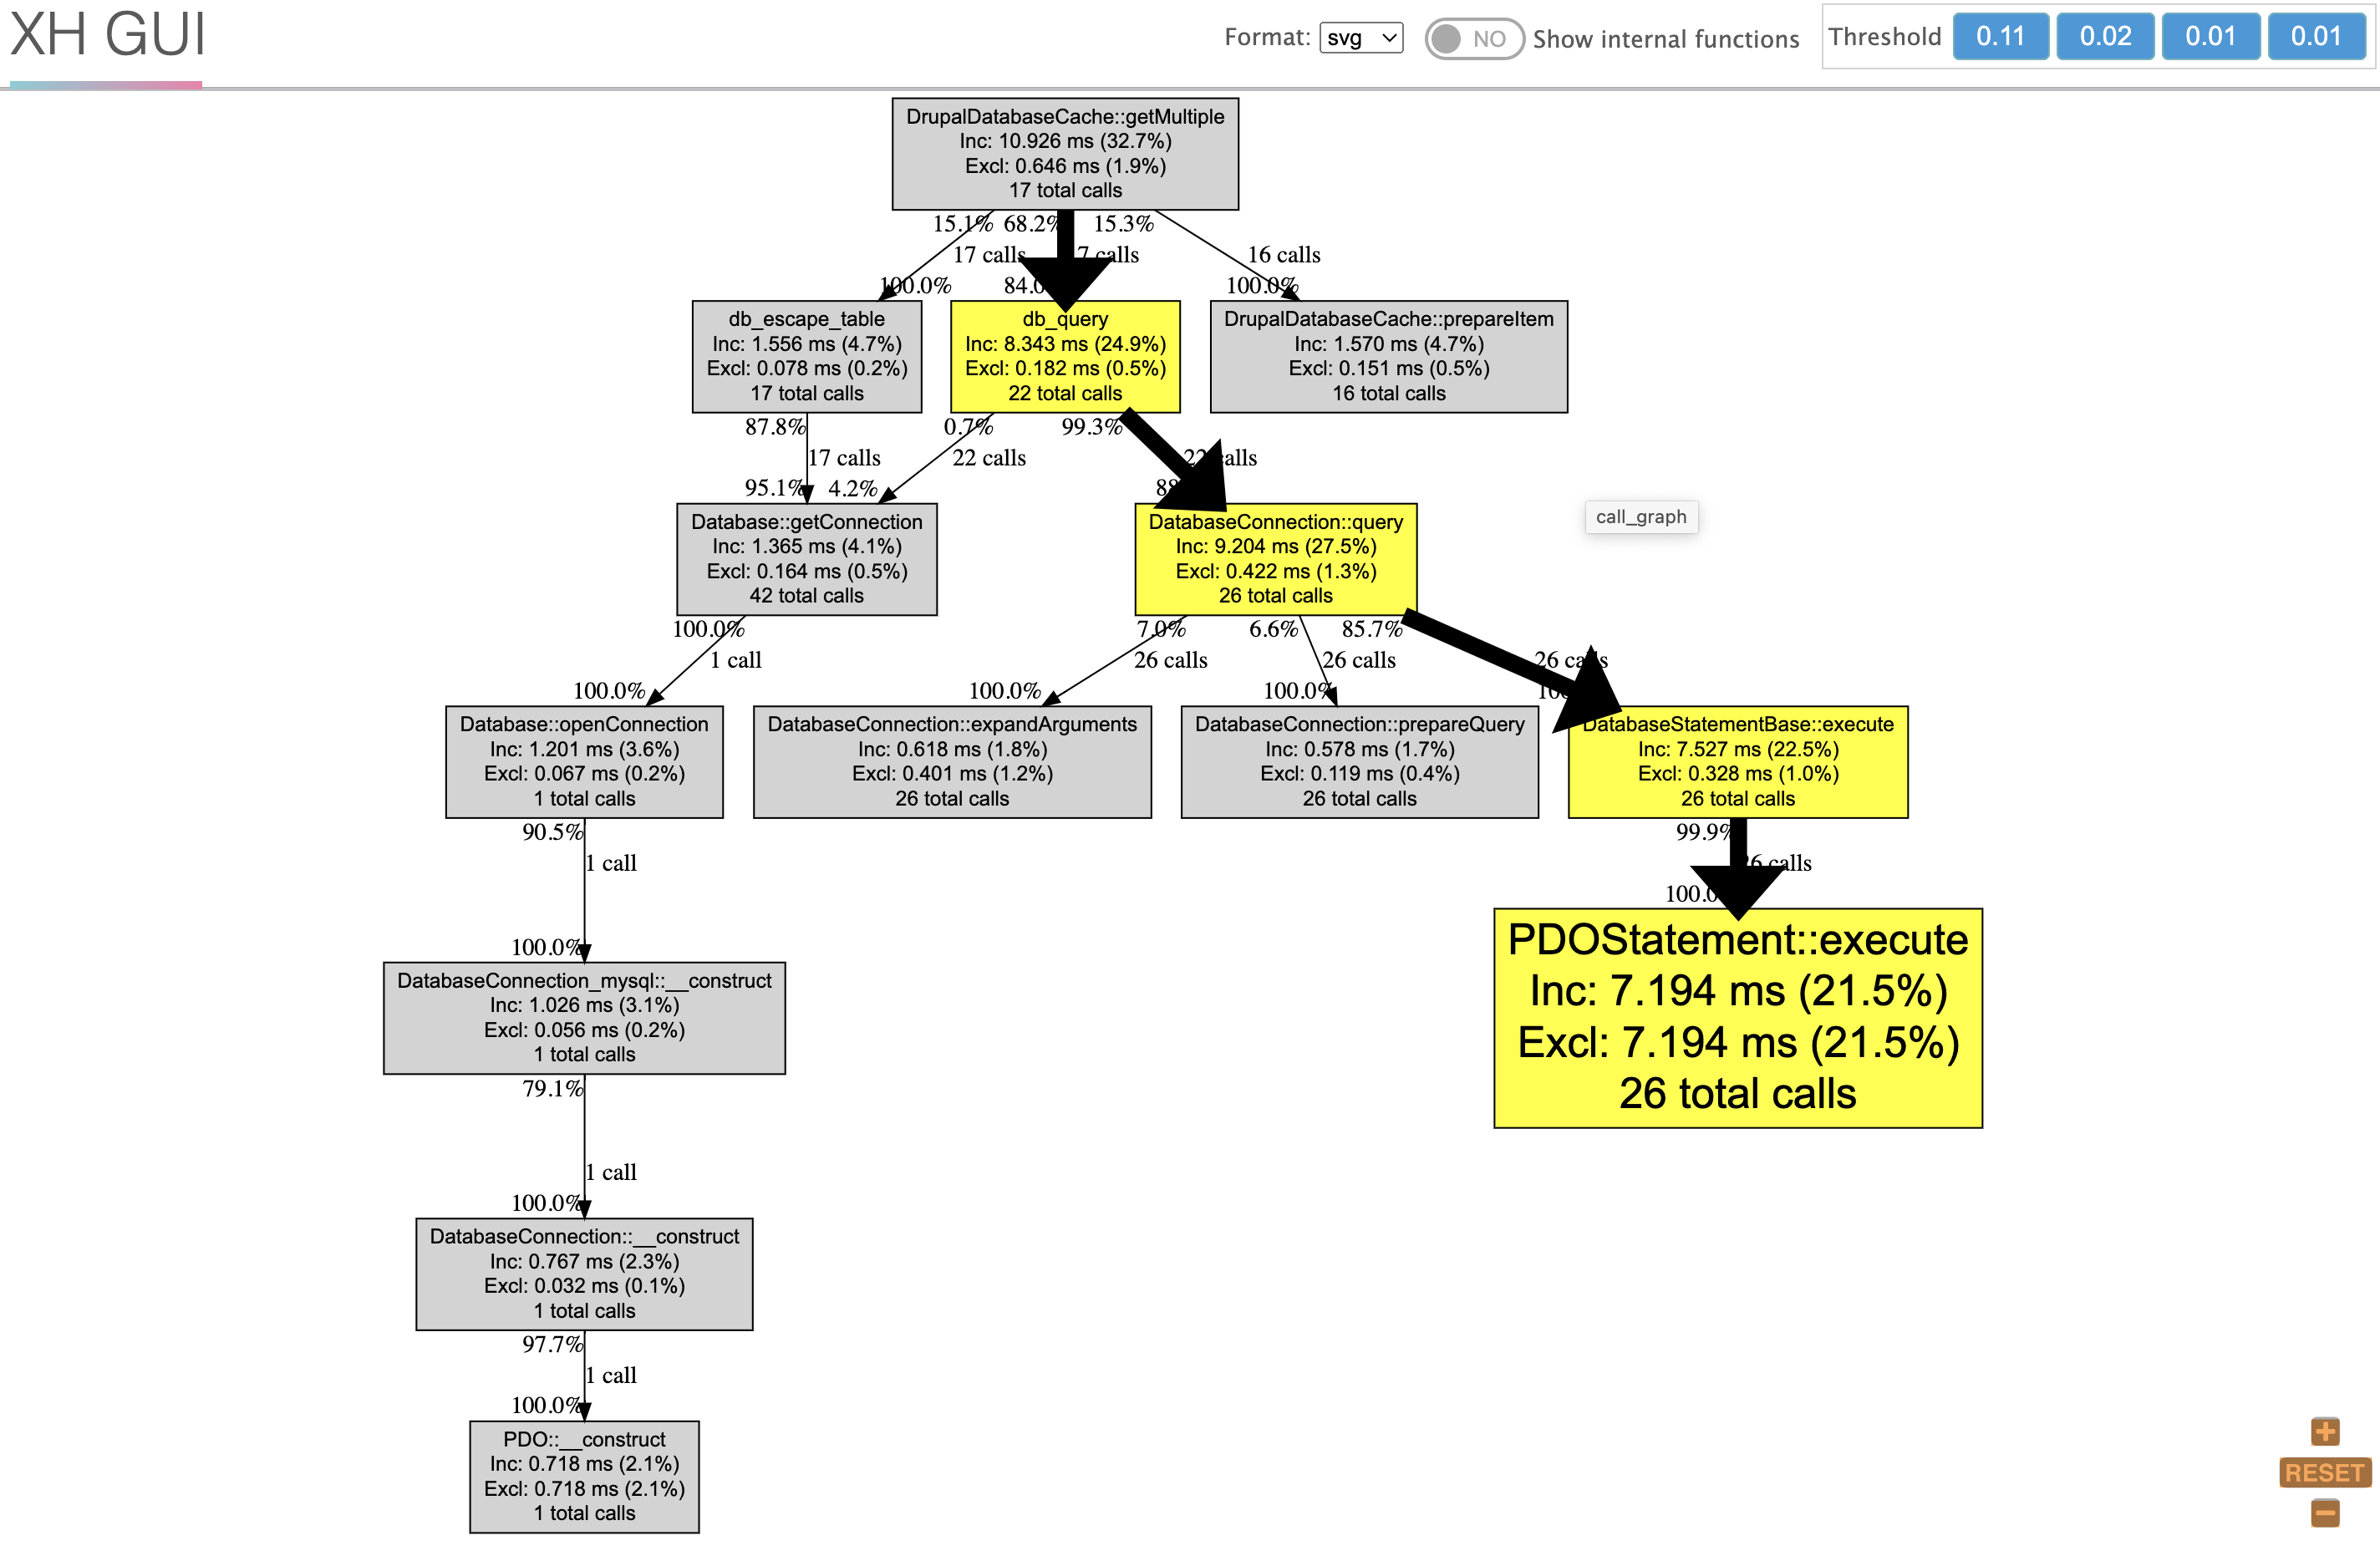 XH GUI
Format: svg NO Show internal functions Threshold 0.11 0.02 0.01 0.01
DrupalDatabaseCache::getMultiple
Inc: 10.926 ms (32.7%)
Excl: 0.646 ms (1.9%)
17 total calls
15.1% 68.2% 15.3%
17 calls 7 calls 16 calls
100.0% 84.0 100.0%
db_escape_table
Inc: 1.556 ms (4.7%)
Excl: 0.078 ms (0.2%)
17 total calls
db_query
Inc: 8.343 ms (24.9%)
Excl: 0.182 ms (0.5%)
22 total calls
DrupalDatabaseCache::prepareItem
Inc: 1.570 ms (4.7%)
Excl: 0.151 ms (0.5%)
16 total calls
87.8% 0.7% 99.3%
17 calls 22 calls 22 calls
95.1% 4.2%
Database::getConnection
Inc: 1.365 ms (4.1%)
Excl: 0.164 ms (0.5%)
42 total calls
DatabaseConnection::query
Inc: 9.204 ms (27.5%)
Excl: 0.422 ms (1.3%)
26 total calls
call_graph
100.0% 7.0% 6.6% 85.7%
1 call 26 calls 26 calls 26 calls
100.0% 100.0% 100.0%
Database::openConnection
Inc: 1.201 ms (3.6%)
Excl: 0.067 ms (0.2%)
1 total calls
DatabaseConnection::expandArguments
Inc: 0.618 ms (1.8%)
Excl: 0.401 ms (1.2%)
26 total calls
DatabaseConnection::prepareQuery
Inc: 0.578 ms (1.7%)
Excl: 0.119 ms (0.4%)
26 total calls
DatabaseStatementBase::execute
Inc: 7.527 ms (22.5%)
Excl: 0.328 ms (1.0%)
26 total calls
90.5% 99.9%
1 call 26 calls
100.0
PDOStatement::execute
Inc: 7.194 ms (21.5%)
Excl: 7.194 ms (21.5%)
26 total calls
100.0%
DatabaseConnection_mysql::__construct
Inc: 1.026 ms (3.1%)
Excl: 0.056 ms (0.2%)
1 total calls
79.1%
1 call
100.0%
DatabaseConnection::__construct
Inc: 0.767 ms (2.3%)
Excl: 0.032 ms (0.1%)
1 total calls
97.7%
1 call
100.0%
PDO::__construct
Inc: 0.718 ms (2.1%)
Excl: 0.718 ms (2.1%)
1 total calls
RESET